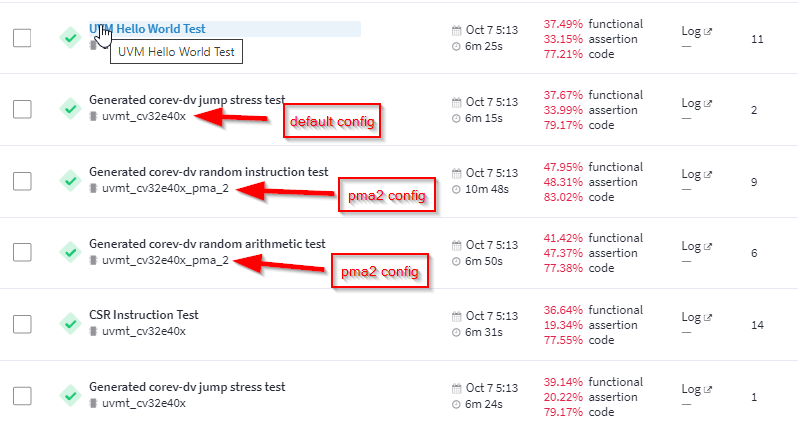 UVM Hello World Test
UVM Hello World Test
Oct 7 5:13
6m 25s
37.49% functional
33.15% assertion
77.21% code
Log
—
11
Generated corev-dv jump stress test
uvmt_cv32e40x
default config
Oct 7 5:13
6m 15s
37.67% functional
33.99% assertion
79.17% code
Log
—
2
Generated corev-dv random instruction test
uvmt_cv32e40x_pma_2
pma2 config
Oct 7 5:13
10m 48s
47.95% functional
48.31% assertion
83.02% code
Log
—
9
Generated corev-dv random arithmetic test
uvmt_cv32e40x_pma_2
pma2 config
Oct 7 5:13
6m 50s
41.42% functional
47.37% assertion
77.38% code
Log
—
6
CSR Instruction Test
uvmt_cv32e40x
Oct 7 5:13
6m 31s
36.64% functional
19.34% assertion
77.55% code
Log
—
14
Generated corev-dv jump stress test
uvmt_cv32e40x
Oct 7 5:13
6m 24s
39.14% functional
20.22% assertion
79.17% code
Log
—
1